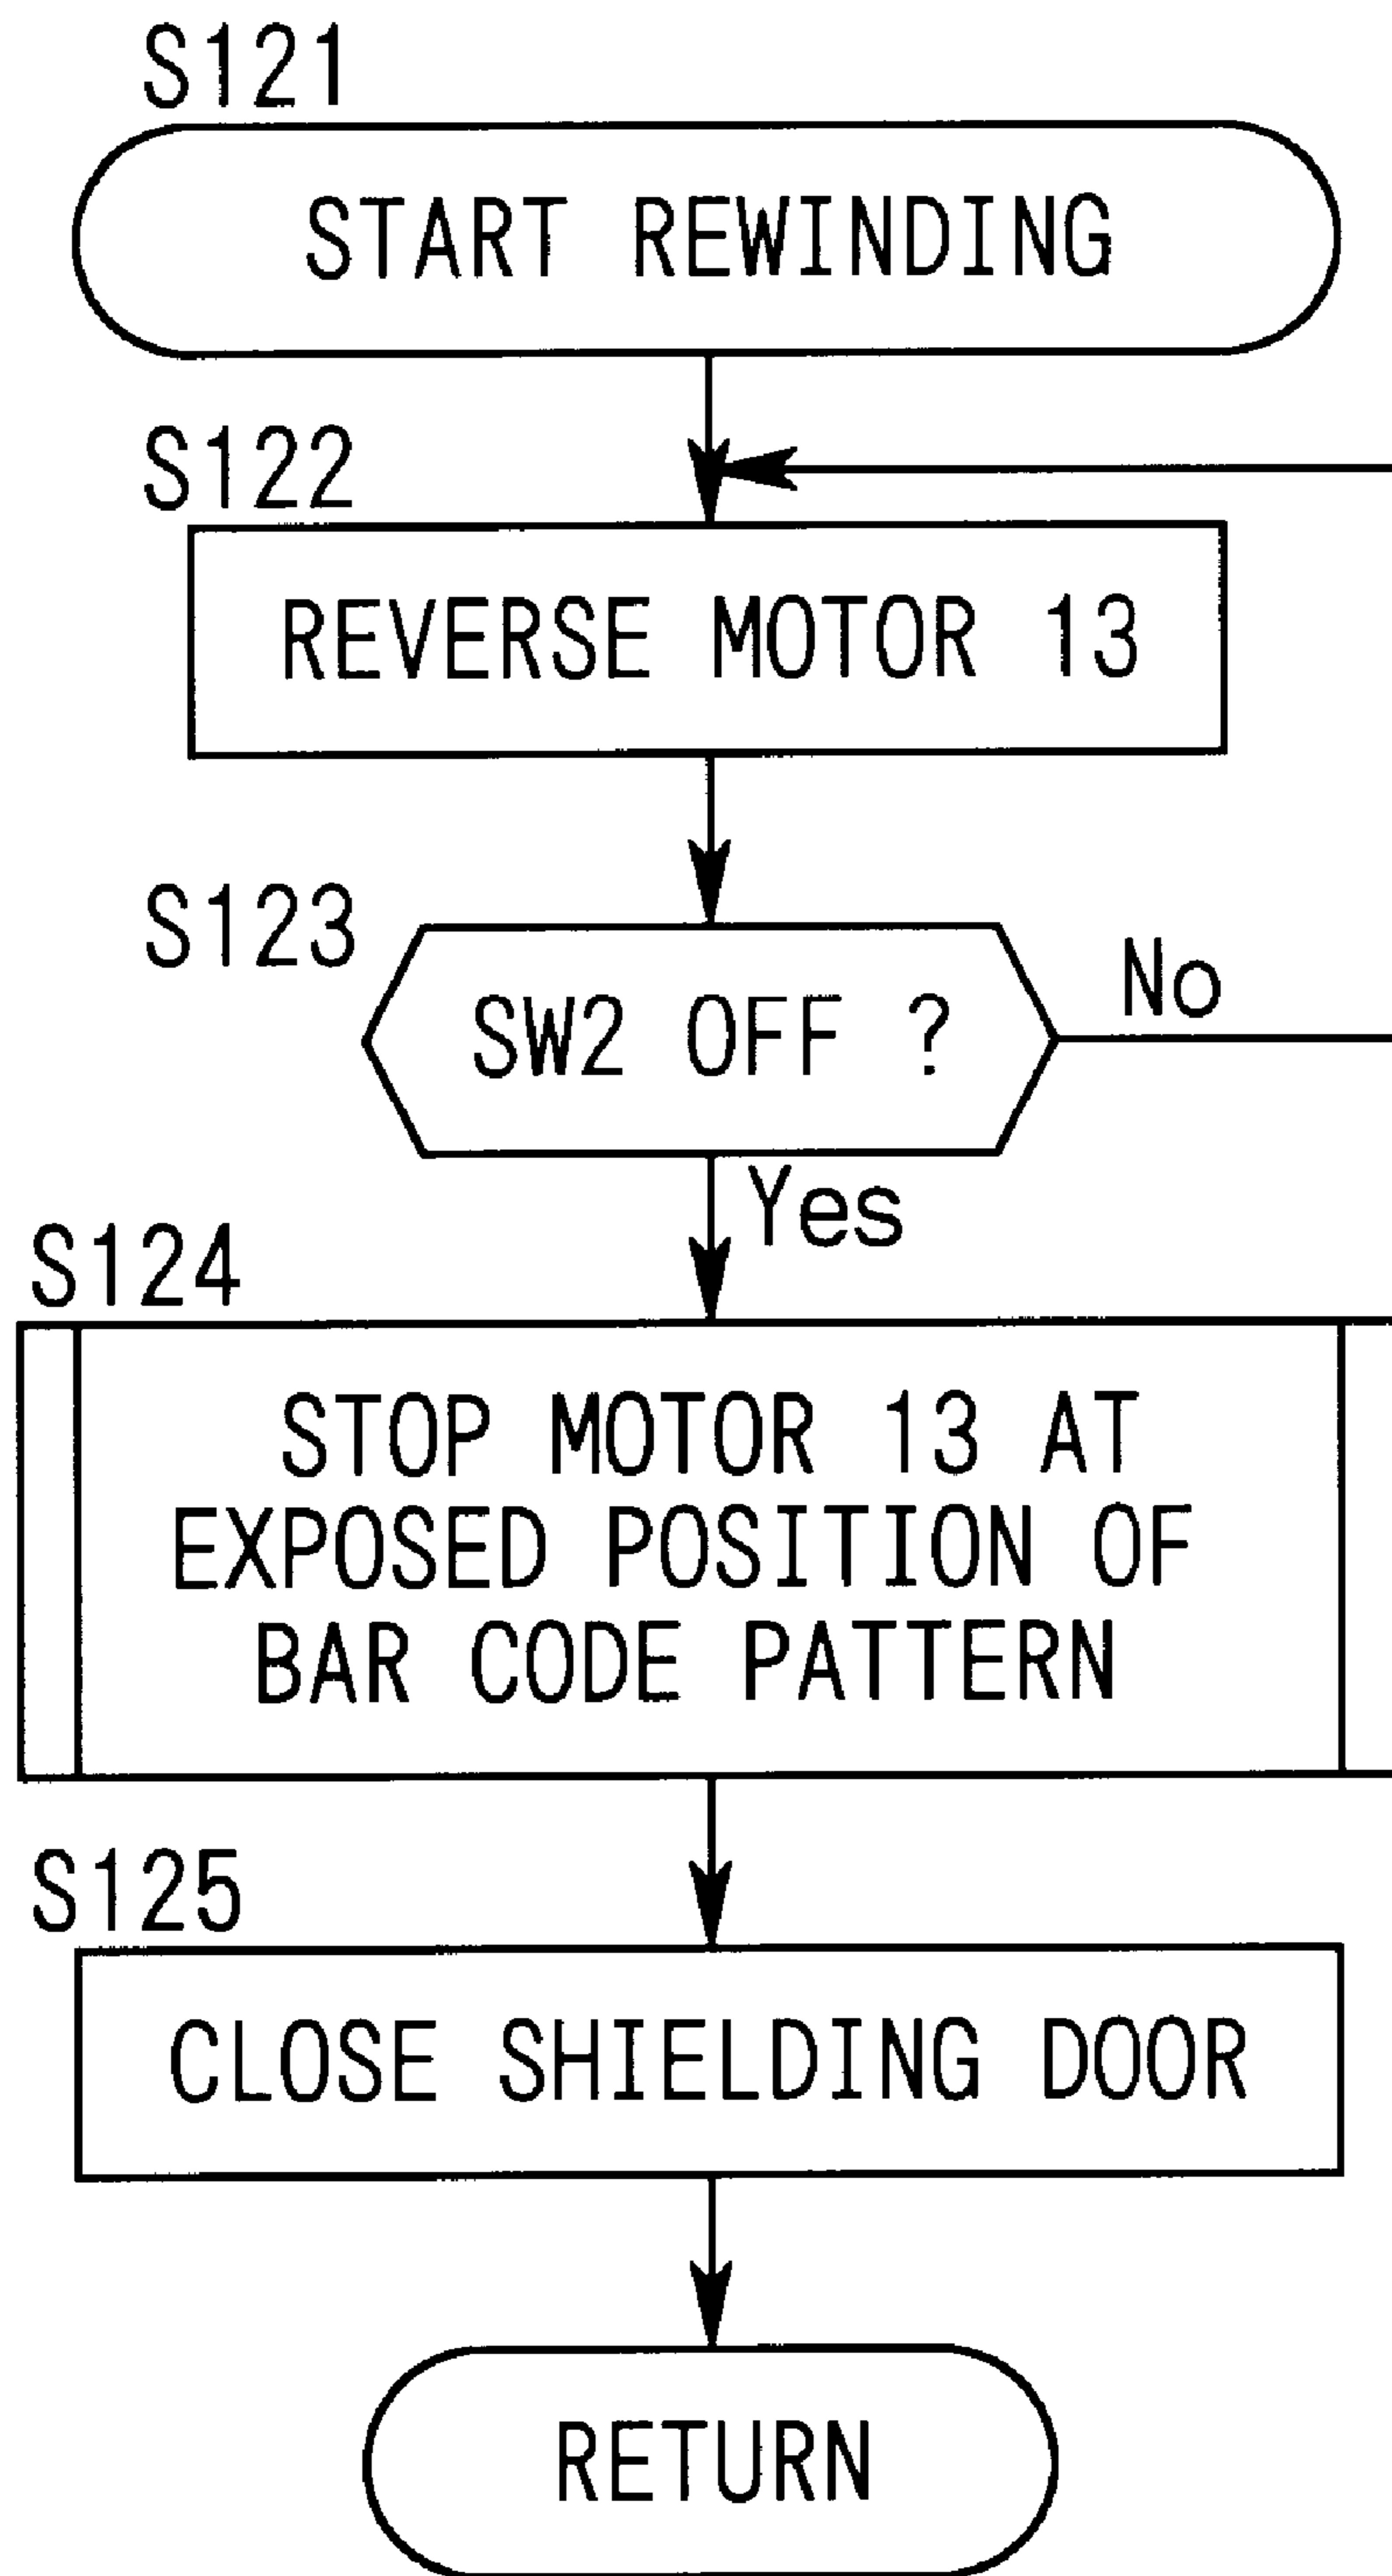 S121
START REWINDING
S122
REVERSE MOTOR 13
S123
SW2 OFF ?
No
Yes
S124
STOP MOTOR 13 AT
EXPOSED POSITION OF
BAR CODE PATTERN
S125
CLOSE SHIELDING DOOR
RETURN